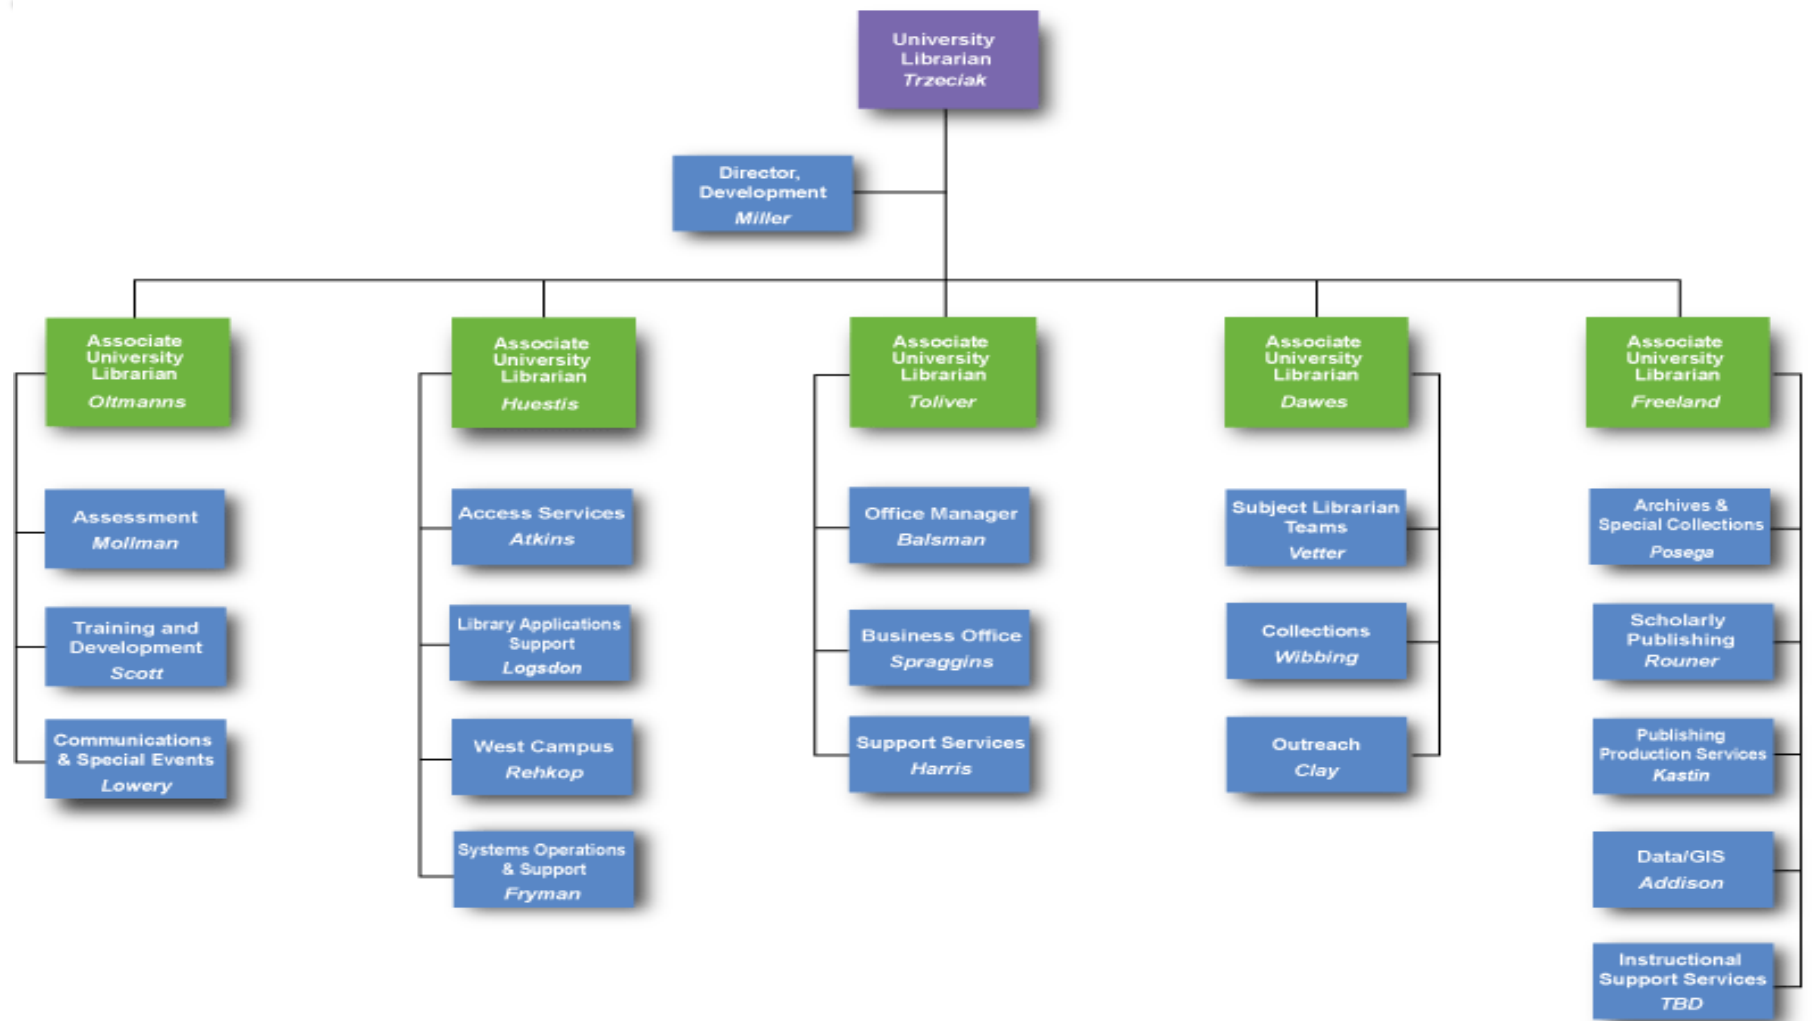 University
Librarian
Trzeciak
Director,
Development
Miller
Associate
University
Librarian
Oltmanns
Associate
University
Librarian
Huestis
Associate
University
Librarian
Toliver
Associate
University
Librarian
Dawes
Associate
University
Librarian
Freeland
Assessment
Mollman
Training and
Development
Scott
Communications
& Special Events
Lowery
Access Services
Atkins
Library Applications
Support
Logsdon
West Campus
Rehkop
Systems Operations
& Support
Fryman
Office Manager
Balsman
Business Office
Spraggins
Support Services
Harris
Subject Librarian
Teams
Vetter
Collections
Wibbing
Outreach
Clay
Archives &
Special Collections
Posega
Scholarly
Publishing
Rouner
Publishing
Production Services
Kastin
Data/GIS
Addison
Instructional
Support Services
TBD